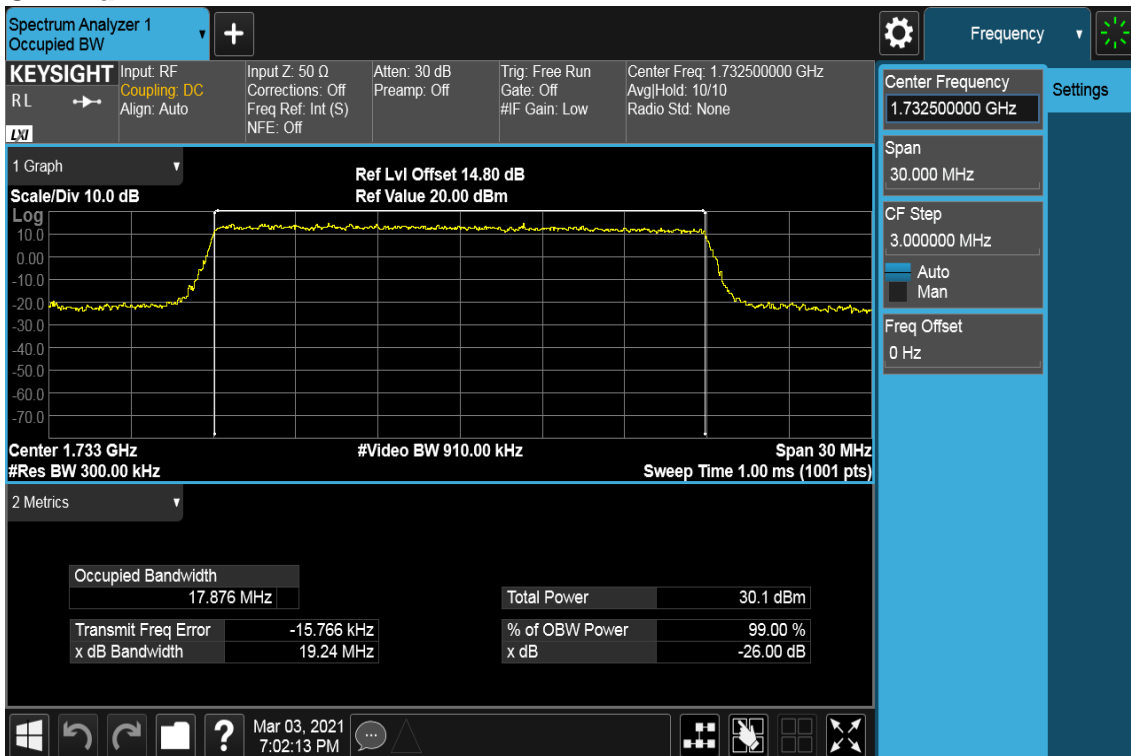 Spectrum Analyzer 1
Occupied BW
+
Frequency
KEYSIGHT
R L
LXI
Input: RF
Coupling: DC
Align: Auto
Input Z: 50 Ω
Corrections: Off
Freq Ref: Int (S)
NFE: Off
Atten: 30 dB
Preamp: Off
Trig: Free Run
Gate: Off
#IF Gain: Low
Center Freq: 1.732500000 GHz
Avg|Hold: 10/10
Radio Std: None
Center Frequency
1.732500000 GHz
Settings
Span
30.000 MHz
CF Step
3.000000 MHz
Auto
Man
Freq Offset
0 Hz
1 Graph
Scale/Div 10.0 dB
Ref Lvl Offset 14.80 dB
Ref Value 20.00 dBm
Log
10.0
0.00
-10.0
-20.0
-30.0
-40.0
-50.0
-60.0
-70.0
Center 1.733 GHz
#Res BW 300.00 kHz
#Video BW 910.00 kHz
Span 30 MHz
Sweep Time 1.00 ms (1001 pts)
2 Metrics
Occupied Bandwidth
17.876 MHz
Total Power 30.1 dBm
Transmit Freq Error -15.766 kHz
% of OBW Power 99.00 %
x dB Bandwidth 19.24 MHz
x dB -26.00 dB
?
Mar 03, 2021
7:02:13 PM